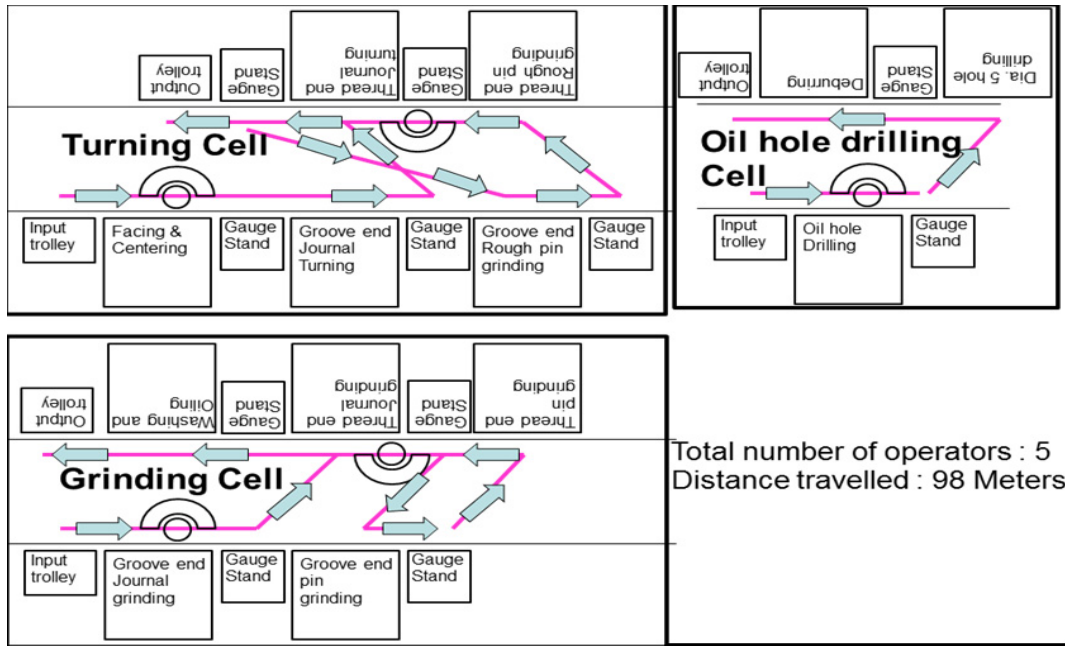 Output
trolley
Gauge
Stand
Thread end
Journal
turning
Gauge
Stand
Thread end
Rough pin
grinding
Turning Cell
Input
trolley
Facing &
Centering
Gauge
Stand
Groove end
Journal
Turning
Gauge
Stand
Groove end
Rough pin
grinding
Gauge
Stand
Output
trolley
Deburring
Gauge
Stand
Dia. 5 hole
drilling
Oil hole drilling
Cell
Input
trolley
Oil hole
Drilling
Gauge
Stand
Output
trolley
Washing and
Oiling
Gauge
Stand
Thread end
Journal
grinding
Gauge
Stand
Thread end
pin
grinding
Grinding Cell
Input
trolley
Groove end
Journal
grinding
Gauge
Stand
Groove end
pin
grinding
Gauge
Stand
Total number of operators : 5
Distance travelled : 98 Meters